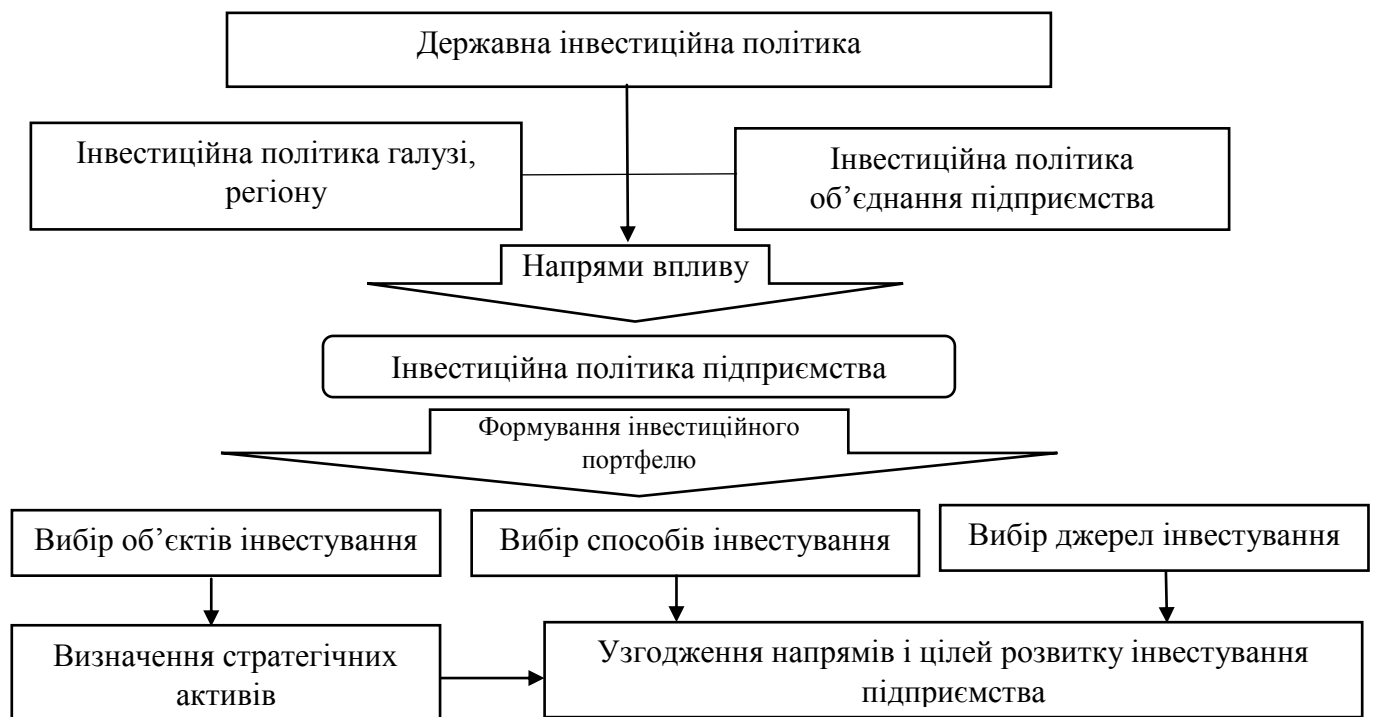 Державна інвестиційна політика
Інвестиційна політика галузі,
регіону
Інвестиційна політика
об’єднання підприємства
Напрями впливу
Інвестиційна політика підприємства
Формування інвестиційного
портфелю
Вибір об’єктів інвестування
Вибір способів інвестування
Вибір джерел інвестування
Визначення стратегічних
активів
Узгодження напрямів і цілей розвитку інвестування
підприємства